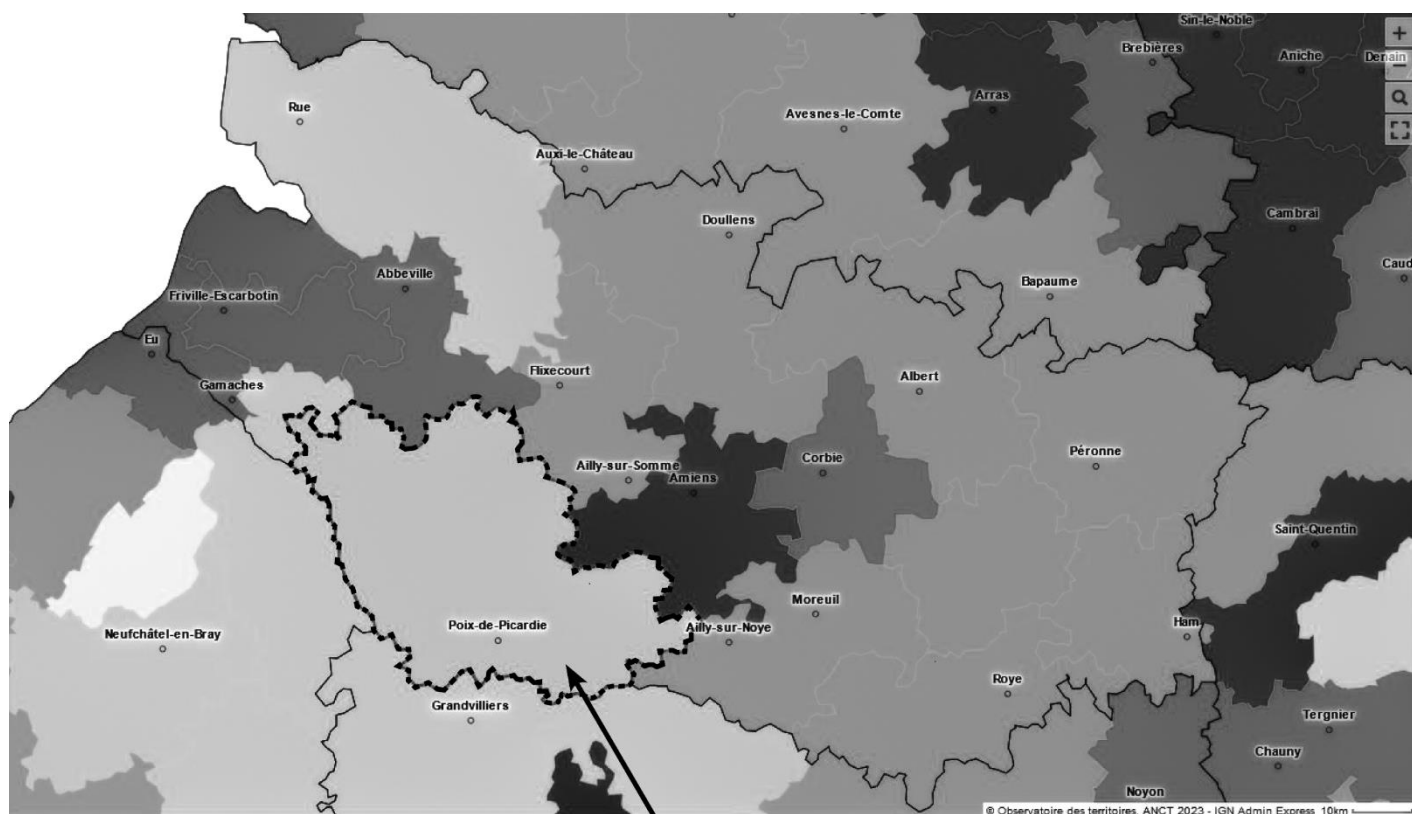 Sin-le-Noble
Brebières
Aniche
Denain
Rue
Arras
Avesnes-le-Comte
Auxi-le-Château
Doullens
Cambrai
Abbeville
Caud
Bapaume
Friville-Escarbotin
Eu
Flixecourt
Albert
Gamaches
Péronne
Corbie
Ailly-sur-Somme
Amiens
Saint-Quentin
Moreuil
Ham
Poix-de-Picardie
Ailly-sur-Noye
Neufchâtel-en-Bray
Roye
Grandvilliers
Tergnier
Chauny
Noyon
© Observatoire des territoires, ANCT 2023 - IGN Admin Express 10km